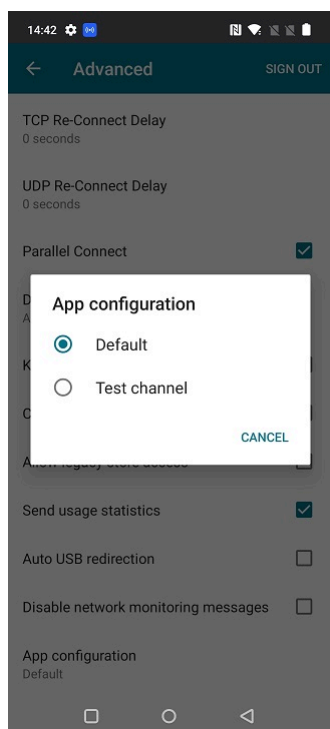 14:42
Advanced
SIGN OUT
TCP Re-Connect Delay
0 seconds
UDP Re-Connect Delay
0 seconds
Parallel Connect
D
A
App configuration
Default
Test channel
CANCEL
K
C
Allow legacy store access
Send usage statistics
Auto USB redirection
Disable network monitoring messages
App configuration
Default